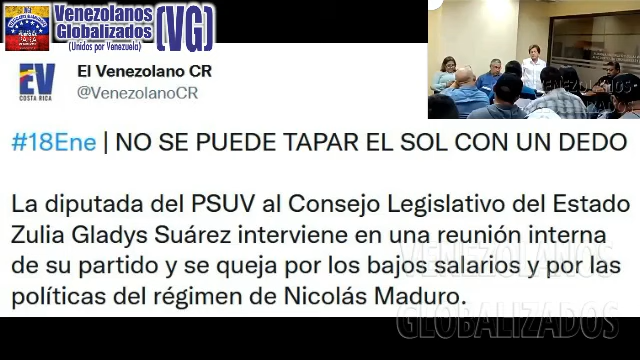 Venezolanos
Globalizados
(Unidos por Venezuela)
(VG)
EV
COSTA RICA
El Venezolano CR
@VenezolanoCR
#18Ene | NO SE PUEDE TAPAR EL SOL CON UN DEDO
La diputada del PSUV al Consejo Legislativo del Estado
Zulia Gladys Suárez interviene en una reunión interna
de su partido y se queja por los bajos salarios y por las
políticas del régimen de Nicolás Maduro.
VENEZOLANOS
GLOBALIZADOS
VENEZOLANOS
GLOBALIZADOS